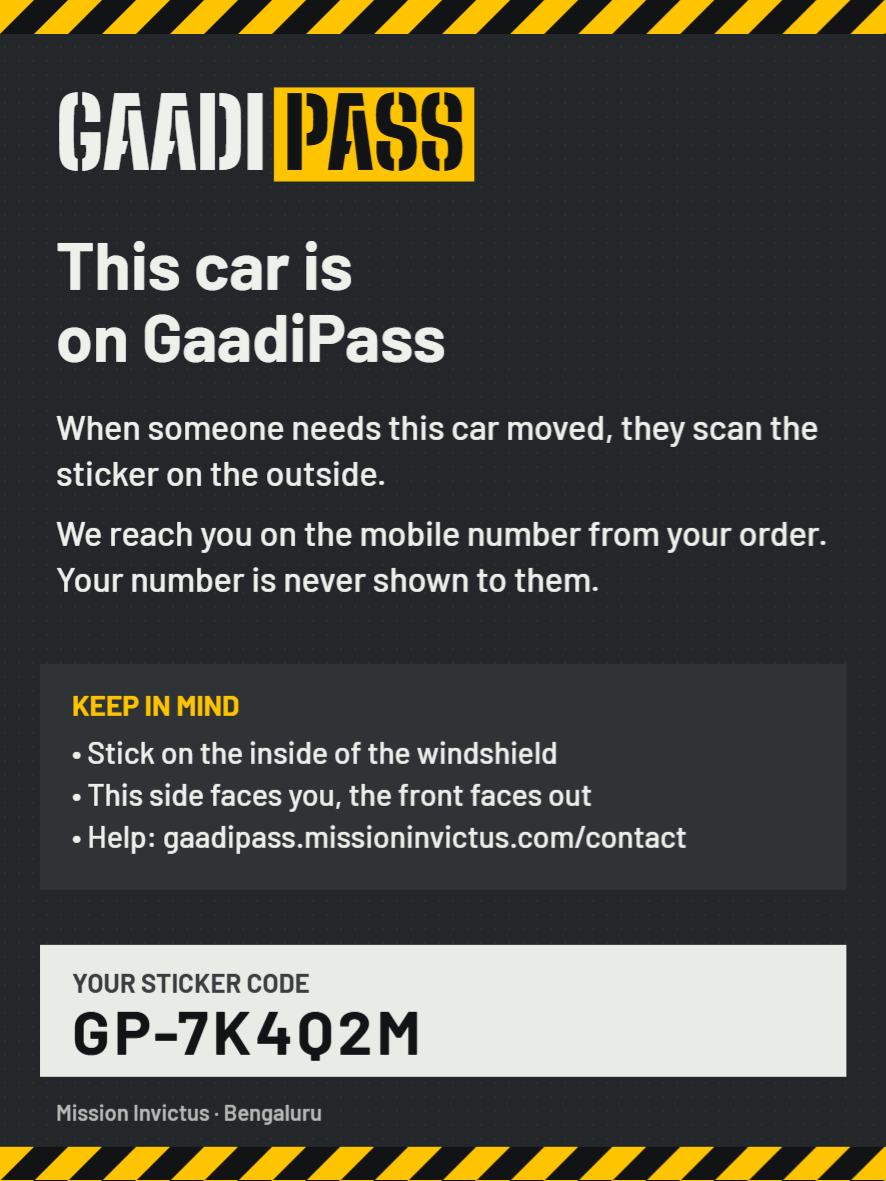 GAADI PASS
This car is
on GaadiPass
When someone needs this car moved, they scan the
sticker on the outside.
We reach you on the mobile number from your order.
Your number is never shown to them.
KEEP IN MIND
• Stick on the inside of the windshield
• This side faces you, the front faces out
• Help: gaadipass.missioninvictus.com/contact
YOUR STICKER CODE
GP-7K4Q2M
Mission Invictus · Bengaluru